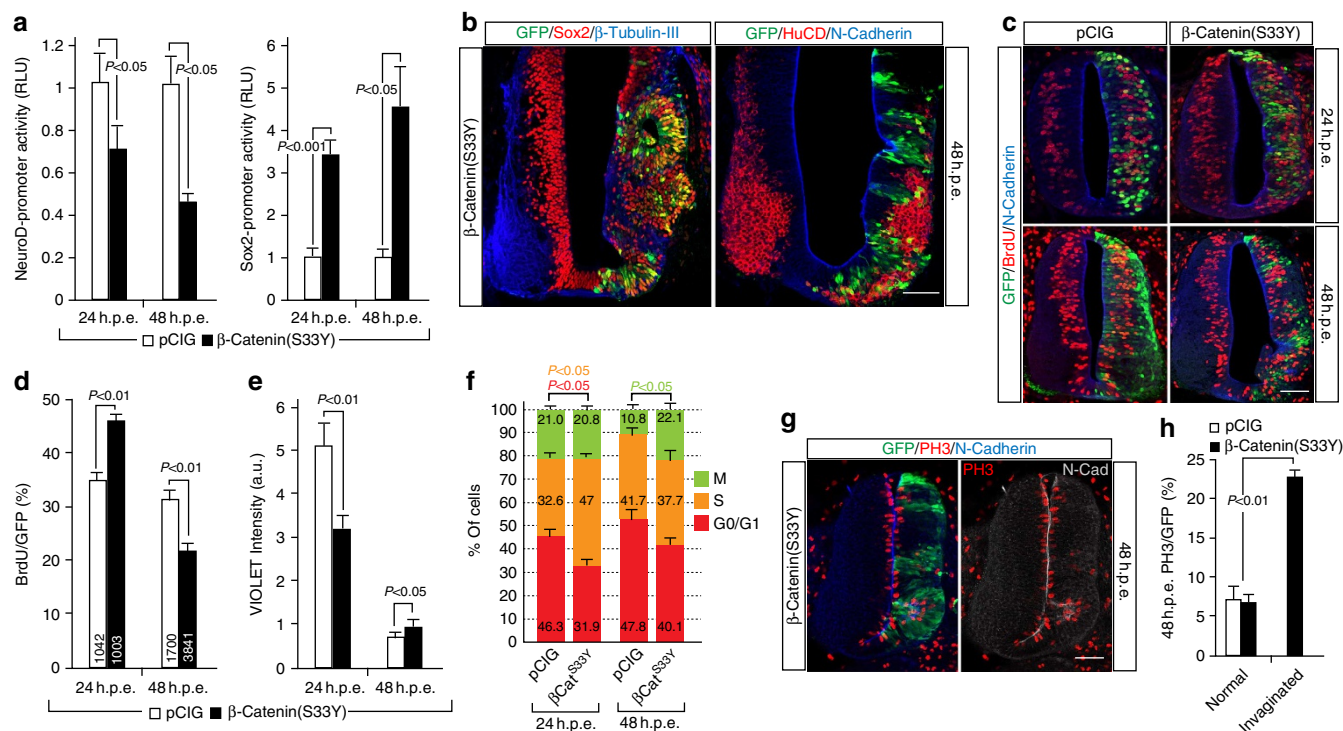 a
NeuroD-promoter activity (RLU)
1.2
1
0.8
0.6
0.4
0.2
0
P<0.05
P<0.05
24 h.p.e.
48 h.p.e.
Sox2-promoter activity (RLU)
6
5
4
3
2
1
0
P<0.001
P<0.05
24 h.p.e.
48 h.p.e.
pCIG
β-Catenin(S33Y)
b
GFP/Sox2/β-Tubulin-III
GFP/HuCD/N-Cadherin
β-Catenin(S33Y)
48 h.p.e.
c
pCIG
β-Catenin(S33Y)
GFP/BrdU/N-Cadherin
24 h.p.e.
48 h.p.e.
d
BrdU/GFP (%)
50
40
30
20
10
0
P<0.01
P<0.01
1042
1003
1700
3841
24 h.p.e.
48 h.p.e.
e
VIOLET Intensity (a.u.)
6
5
4
3
2
1
0
P<0.01
P<0.05
24 h.p.e.
48 h.p.e.
pCIG
β-Catenin(S33Y)
f
P<0.05
P<0.05
P<0.05
% Of cells
100
90
80
70
60
50
40
30
20
10
0
21.0
20.8
10.8
22.1
32.6
47
41.7
37.7
46.3
31.9
47.8
40.1
M
S
G0/G1
pCIG
βCatS33Y
pCIG
βCatS33Y
24 h.p.e.
48 h.p.e.
g
GFP/PH3/N-Cadherin
β-Catenin(S33Y)
PH3
N-Cad
48 h.p.e.
h
pCIG
β-Catenin(S33Y)
48 h.p.e. PH3/GFP (%)
25
20
15
10
5
0
P<0.01
Normal
Invaginated